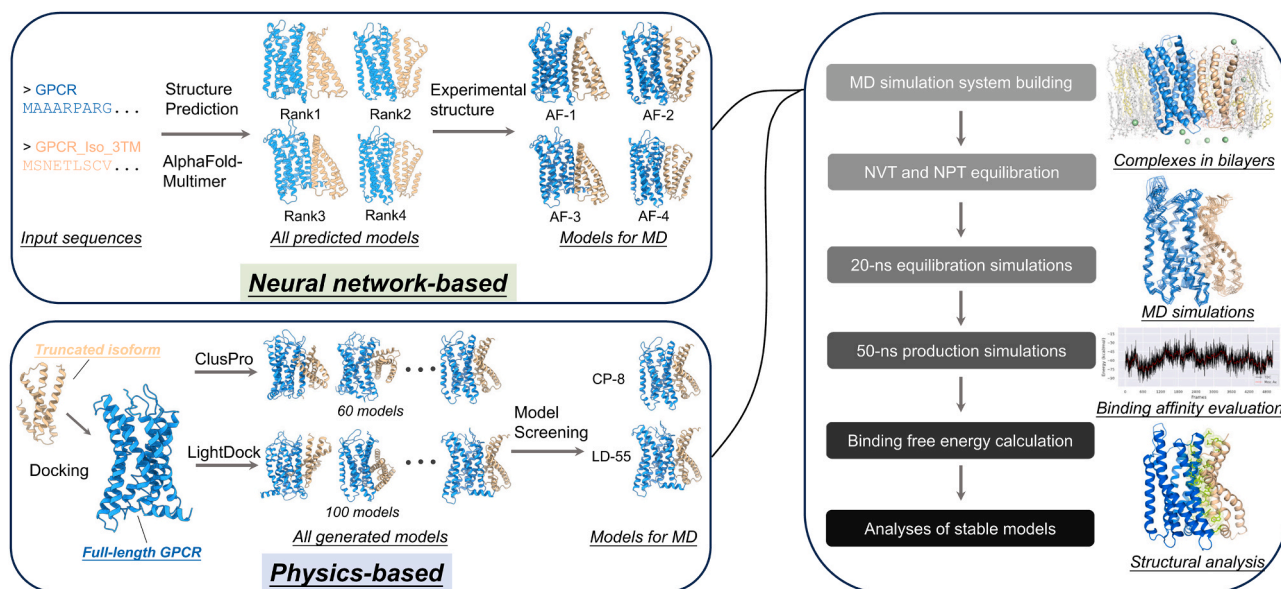 > GPCR
MAAARPARG...
> GPCR_Iso_3TM
MSNETLSCV...
Input sequences
Structure
Prediction
AlphaFold-
Multimer
Rank1
Rank2
Rank3
Rank4
All predicted models
Experimental
structure
AF-1
AF-2
AF-3
AF-4
Models for MD
Neural network-based
Truncated isoform
Docking
Full-length GPCR
ClusPro
60 models
LightDock
100 models
All generated models
Model
Screening
CP-8
LD-55
Models for MD
Physics-based
MD simulation system building
NVT and NPT equilibration
20-ns equilibration simulations
50-ns production simulations
Binding free energy calculation
Analyses of stable models
Complexes in bilayers
MD simulations
Binding affinity evaluation
Structural analysis